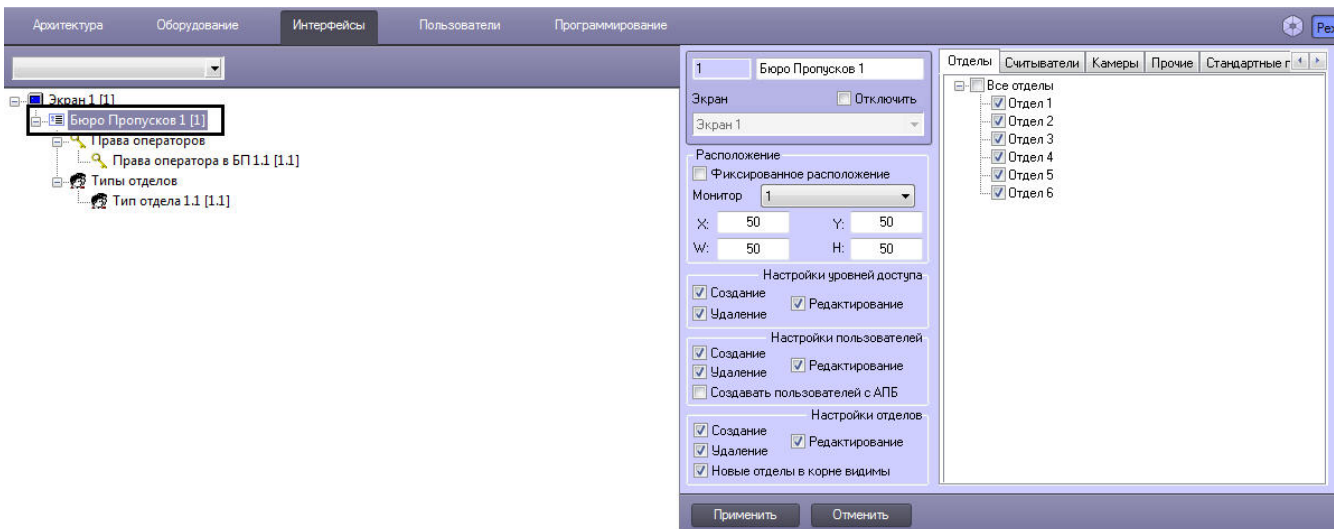 Архитектура Оборудование Интерфейсы Пользователи Программирование
Экран 1 [1]
Бюро Пропусков 1 [1]
Права операторов
Права оператора в БП 1.1 [1.1]
Типы отделов
Тип отдела 1.1 [1.1]
1 Бюро Пропусков 1
Экран Отключить
Экран 1
Расположение
Фиксированное расположение
Монитор 1
X: 50 Y: 50
W: 50 H: 50
Настройки уровней доступа
Создание
Редактирование
Удаление
Настройки пользователей
Создание
Редактирование
Удаление
Создавать пользователей с АПБ
Настройки отделов
Создание
Редактирование
Удаление
Новые отделы в корне видимы
Применить Отменить
Отделы Считыватели Камеры Прочие Стандартные
Все отделы
Отдел 1
Отдел 2
Отдел 3
Отдел 4
Отдел 5
Отдел 6